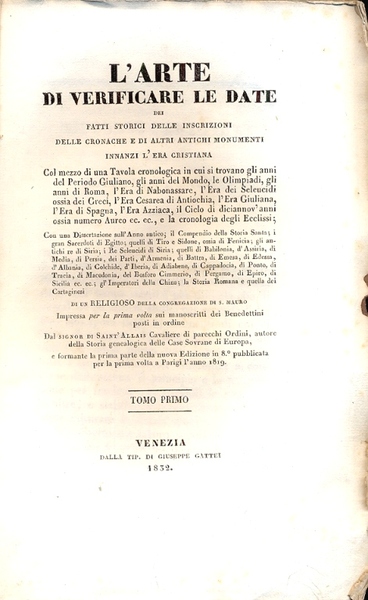 L'ARTE
DI VERIFICARE LE DATE
DEI
FATTI STORICI DELLE INSCRIZIONI
DELLE CRONACHE E DI ALTRI ANTICHI MONUMENTI
INNANZI L'ERA CRISTIANA
Col mezzo di una Tavola cronologica in cui si trovano gli anni
del Periodo Giuliano, gli anni del Mondo, le Olimpiadi, gli
anni di Roma, l'Era di Nabonassare, l'Era dei Seleucidi
ossia dei Greci, l'Era Cesarea di Antiochia, l'Era Giuliana,
l'Era di Spagna, l'Era Azziaca, il Ciclo di diciannov'anni
ossia numero Aureo ec. ec., e la cronologia degli Ecclissi;
Con una Dissertazione sull'Anno antico; il Compendio della Storia Santa; i
gran Sacerdoti di Egitto; quelli di Tiro e Sidone, ossia di Fenicia; gli an-
tichi re di Siria; i Re Seleucidi di Siria; quelli di Babilonia, d'Assiria, di
Media, di Persia, dei Parti, d'Armenia, di Battra, di Emesa, di Edessa,
d'Albania, di Colchide, d'Iberia, di Adiabene, di Cappadocia, di Ponto, di
Tracia, di Macedonia, del Bosforo Cimmerio, di Pergamo, di Epiro, di
Sicilia ec. ec.; gl'Imperatori della China; la Storia Romana e quella dei
Cartaginesi
DI UN RELIGIOSO DELLA CONGREGAZIONE DI S. MAURO
Impressa per la prima volta sui manoscritti dei Benedettini
posti in ordine
Dal SIGNOR DI SAINT'ALLAIS Cavaliere di parecchi Ordini, autore
della Storia genealogica delle Case Sovrane di Europa,
e formante la prima parte della nuova Edizione in 8.° pubblicata
per la prima volta a Parigi l'anno 1819.
TOMO PRIMO
VENEZIA
DALLA TIP. DI GIUSEPPE GATTEI
1832.